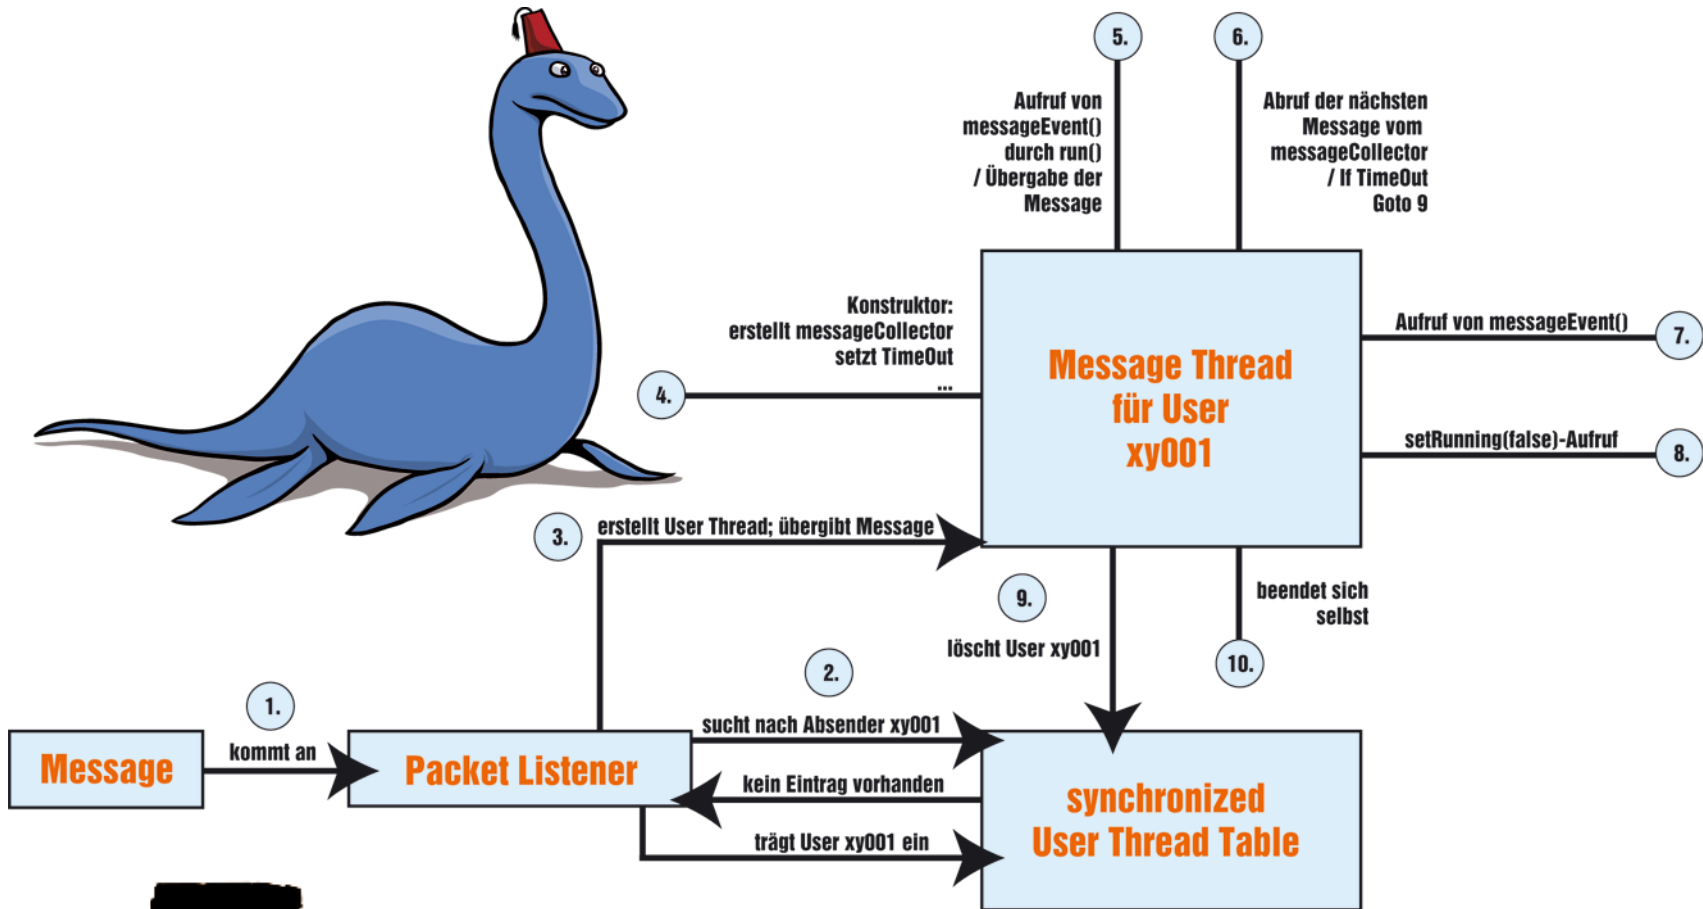 5.
6.
Aufruf von
messageEvent()
durch run()
/ Übergabe der
Message
Abruf der nächsten
Message vom
messageCollector
/ If TimeOut
Goto 9
Konstruktor:
erstellt messageCollector
setzt TimeOut
...
4.
Message Thread
für User
xy001
Aufruf von messageEvent()
7.
setRunning(false)-Aufruf
8.
3.
erstellt User Thread; übergibt Message
9.
löscht User xy001
beendet sich
selbst
10.
1.
kommt an
2.
sucht nach Absender xy001
Message
Packet Listener
kein Eintrag vorhanden
trägt User xy001 ein
synchronized
User Thread Table